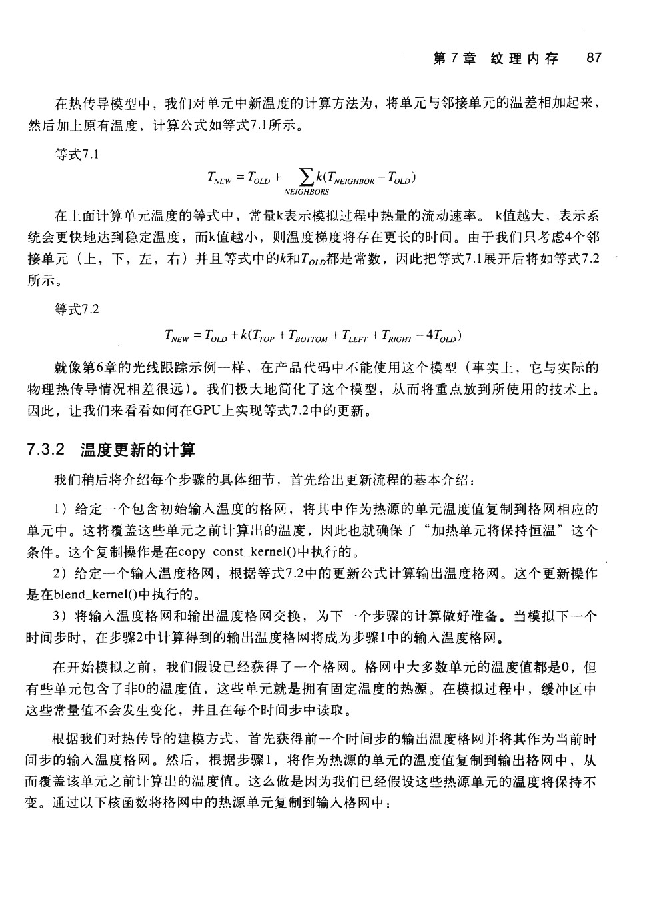 第7章 纹理内存 87
在热传导模型中，我们对单元中新温度的计算方法为，将单元与邻接单元的温差相加起来，
然后加上原有温度，计算公式如等式7.1所示。
等式7.1
T_NEW = T_OLD + ∑_NEIGHBORS k(T_NEIGHBOR − T_OLD)
在上面计算单元温度的等式中，常量k表示模拟过程中热量的流动速率。k值越大，表示系
统会更快地达到稳定温度，而k值越小，则温度梯度将存在更长的时间。由于我们只考虑4个邻
接单元（上，下，左，右）并且等式中的k和T_OLD都是常数，因此把等式7.1展开后将如等式7.2
所示。
等式7.2
T_NEW = T_OLD + k(T_TOP + T_BOTTOM + T_LEFT + T_RIGHT − 4T_OLD)
就像第6章的光线跟踪示例一样，在产品代码中不能使用这个模型（事实上，它与实际的
物理热传导情况相差很远）。我们极大地简化了这个模型，从而将重点放到所使用的技术上。
因此，让我们来看看如何在GPU上实现等式7.2中的更新。
7.3.2 温度更新的计算
我们稍后将介绍每个步骤的具体细节，首先给出更新流程的基本介绍：
1）给定一个包含初始输入温度的格网，将其中作为热源的单元温度值复制到格网相应的
单元中。这将覆盖这些单元之前计算出的温度，因此也就确保了“加热单元将保持恒温”这个
条件。这个复制操作是在copy_const_kernel()中执行的。
2）给定一个输入温度格网，根据等式7.2中的更新公式计算输出温度格网。这个更新操作
是在blend_kernel()中执行的。
3）将输入温度格网和输出温度格网交换，为下一个步骤的计算做好准备。当模拟下一个
时间步时，在步骤2中计算得到的输出温度格网将成为步骤1中的输入温度格网。
在开始模拟之前，我们假设已经获得了一个格网。格网中大多数单元的温度值都是0，但
有些单元包含了非0的温度值，这些单元就是拥有固定温度的热源。在模拟过程中，缓冲区中
这些常量值不会发生变化，并且在每个时间步中读取。
根据我们对热传导的建模方式，首先获得前一个时间步的输出温度格网并将其作为当前时
间步的输入温度格网。然后，根据步骤1，将作为热源的单元的温度值复制到输出格网中，从
而覆盖该单元之前计算出的温度值。这么做是因为我们已经假设这些热源单元的温度将保持不
变。通过以下核函数将格网中的热源单元复制到输入格网中：